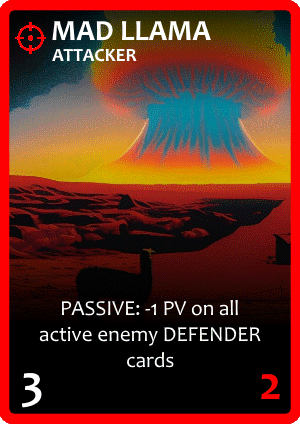 MAD LLAMA
ATTACKER
PASSIVE: -1 PV on all
active enemy DEFENDER
cards
3
2